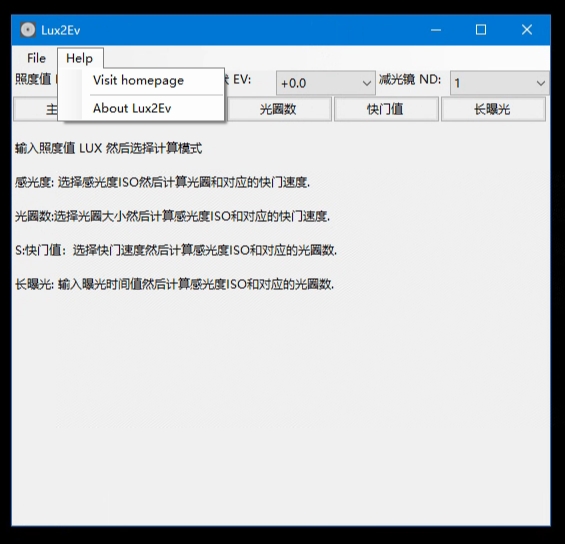 Lux2Ev
File Help
照度值 EV: +0.0 减光镜 ND: 1
Visit homepage
About Lux2Ev
主 光圈数 快门值 长曝光
输入照度值 LUX 然后选择计算模式
感光度: 选择感光度ISO然后计算光圈和对应的快门速度.
光圈数:选择光圈大小然后计算感光度ISO和对应的快门速度.
S:快门值：选择快门速度然后计算感光度ISO和对应的光圈数.
长曝光: 输入曝光时间值然后计算感光度ISO和对应的光圈数.